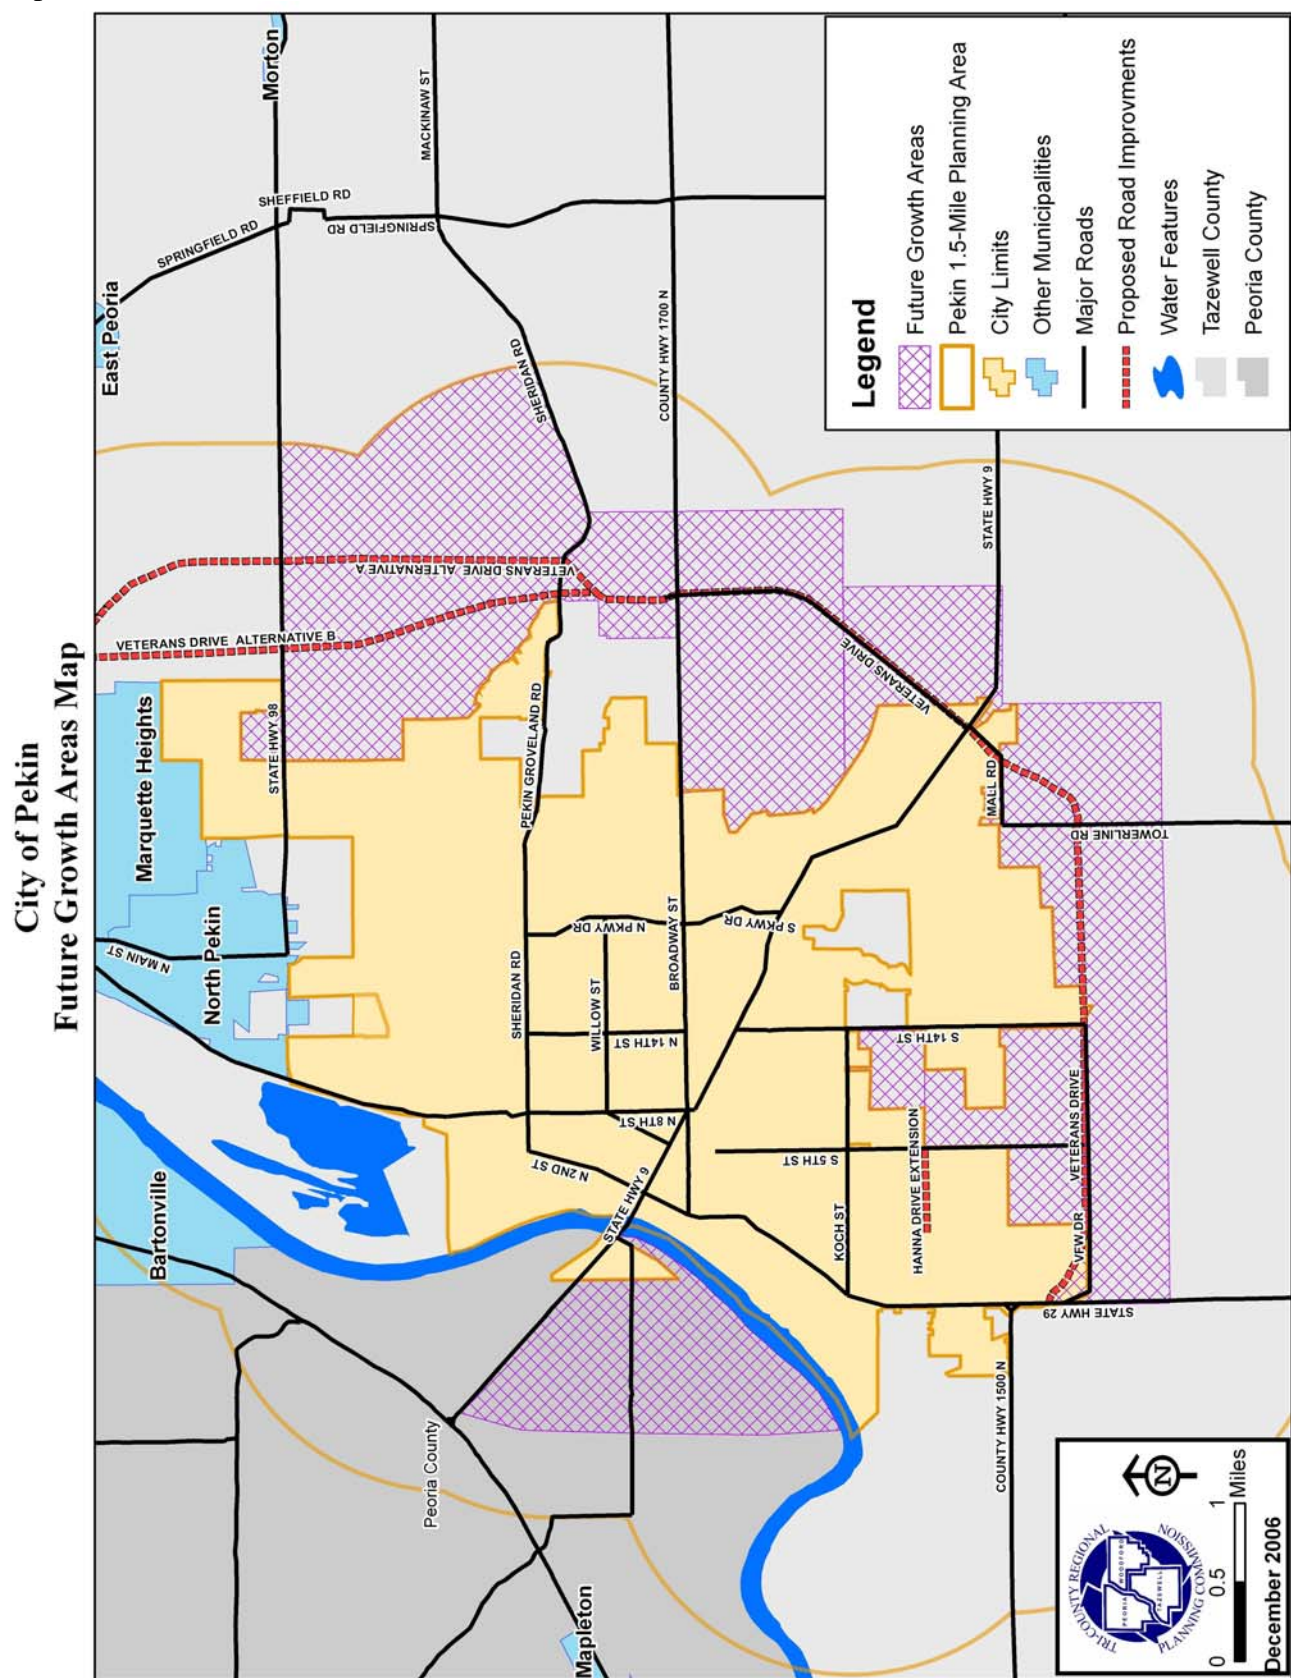 City of Pekin
Future Growth Areas Map
Bartonville
North Pekin
Marquette Heights
East Peoria
Morton
Mapleton
Peoria County
N MAIN ST
STATE HWY 98
VETERANS DRIVE ALTERNATIVE B
VETERANS DRIVE ALTERNATIVE A
SPRINGFIELD RD
SHEFFIELD RD
SPRINGFIELD RD
MACKINAW ST
SHERIDAN RD
PEKIN GROVELAND RD
SHERIDAN RD
COUNTY HWY 1700 N
N 2ND ST
N 8TH ST
WILLOW ST
N 14TH ST
N PKWY DR
BROADWAY ST
S PKWY DR
STATE HWY 9
S 5TH ST
KOCH ST
S 14TH ST
HANNA DRIVE EXTENSION
VETERANS DRIVE
STATE HWY 9
MALL RD
TOWERLINE RD
VETERANS DRIVE
VFW DR
STATE HWY 29
COUNTY HWY 1500 N
Legend
Future Growth Areas
Pekin 1.5-Mile Planning Area
City Limits
Other Municipalities
Major Roads
Proposed Road Improvments
Water Features
Tazewell County
Peoria County
TRI-COUNTY REGIONAL
PLANNING COMMISSION
PEORIA
WOODFORD
TAZEWELL
N
0 0.5 1
Miles
December 2006